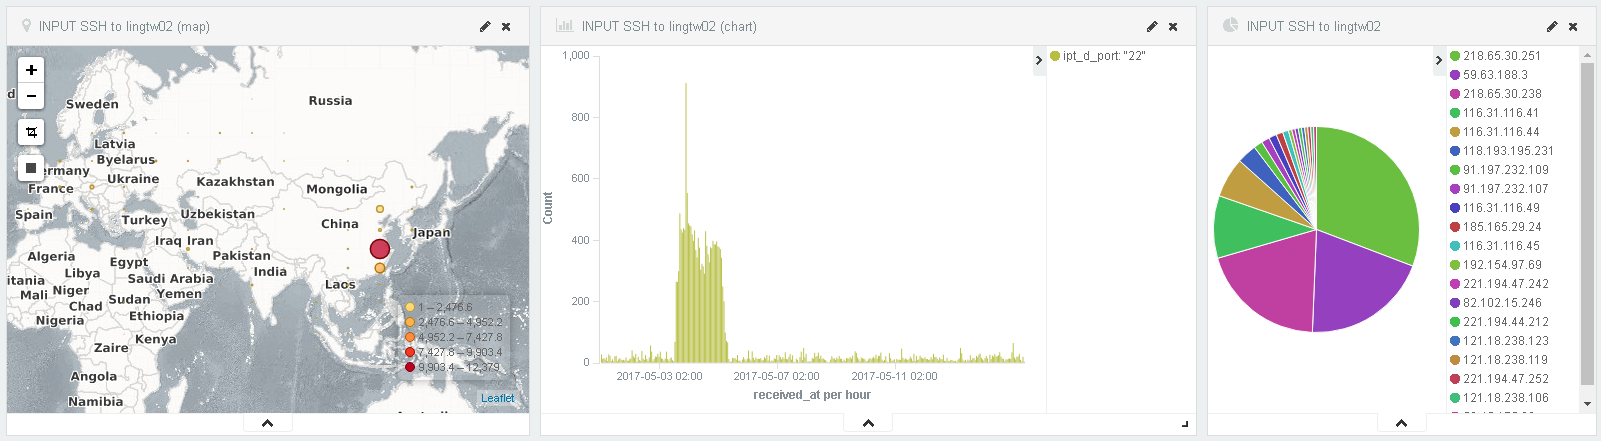 INPUT SSH to lingtw02 (map)
+
−
Russia
Sweden
Latvia
Byelarus
ermany
Ukraine
France
Kazakhstan
Mongolia
Spain
Turkey
Uzbekistan
China
Japan
Iraq Iran
Algeria
Egypt
Pakistan
Libya
Saudi Arabia
India
itania
Mali
Niger
Yemen
Laos
Chad
Sudan
Nigeria
Ethiopia
Kenya
Zaire
Angola
Namibia
1 – 2,476.6
2,476.6 – 4,952.2
4,952.2 – 7,427.8
7,427.8 – 9,903.4
9,903.4 – 12,379
Leaflet
INPUT SSH to lingtw02 (chart)
1,000
800
600
400
200
0
Count
2017-05-03 02:00
2017-05-07 02:00
2017-05-11 02:00
received_at per hour
ipt_d_port: "22"
INPUT SSH to lingtw02
218.65.30.251
59.63.188.3
218.65.30.238
116.31.116.41
116.31.116.44
118.193.195.231
91.197.232.109
91.197.232.107
116.31.116.49
185.165.29.24
116.31.116.45
192.154.97.69
221.194.47.242
82.102.15.246
221.194.44.212
121.18.238.123
121.18.238.119
221.194.47.252
121.18.238.106